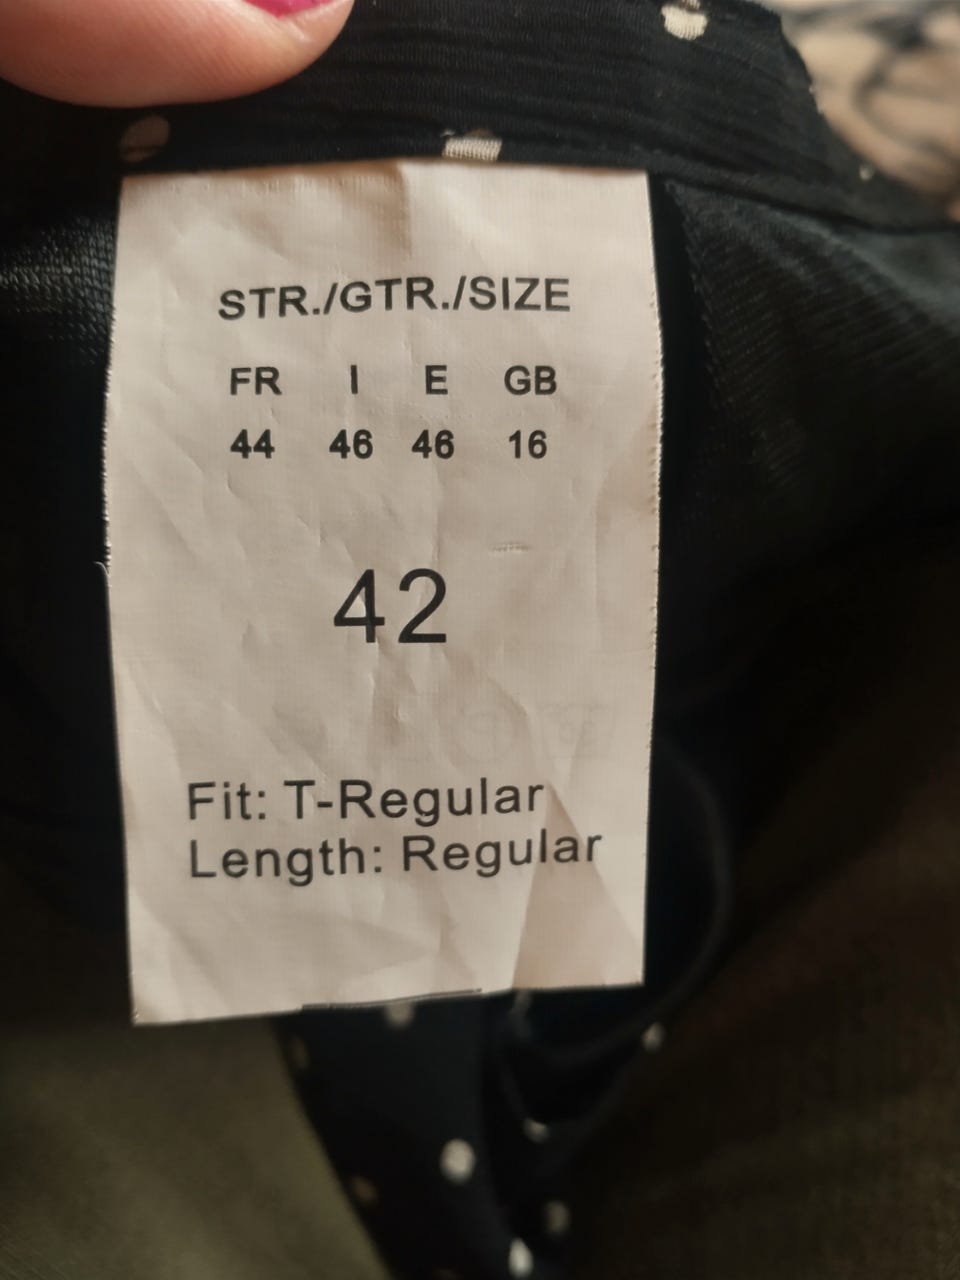 STR./GTR./SIZE
FR I E GB
44 46 46 16
42
Fit: T-Regular
Length: Regular